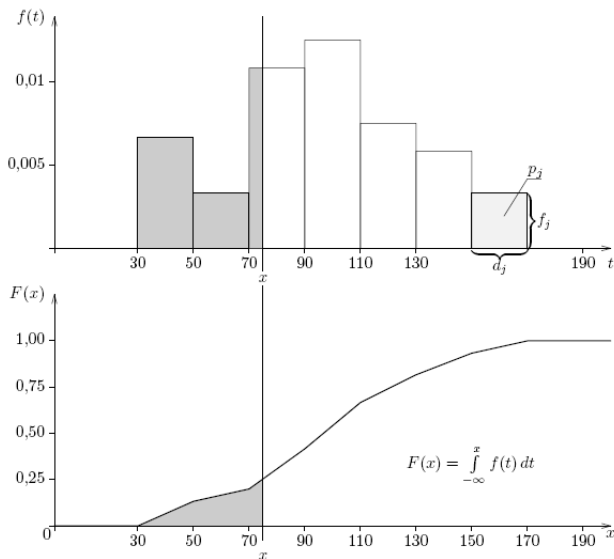 f(t)
0,01
0,005
p_j
f_j
d_j
30 50 70 90 110 130 190 t
x
F(x)
1,00
0,75
0,50
0,25
0
F(x) = ∫_{-∞}^{x} f(t) dt
30 50 70 90 110 130 150 170 190 x
x